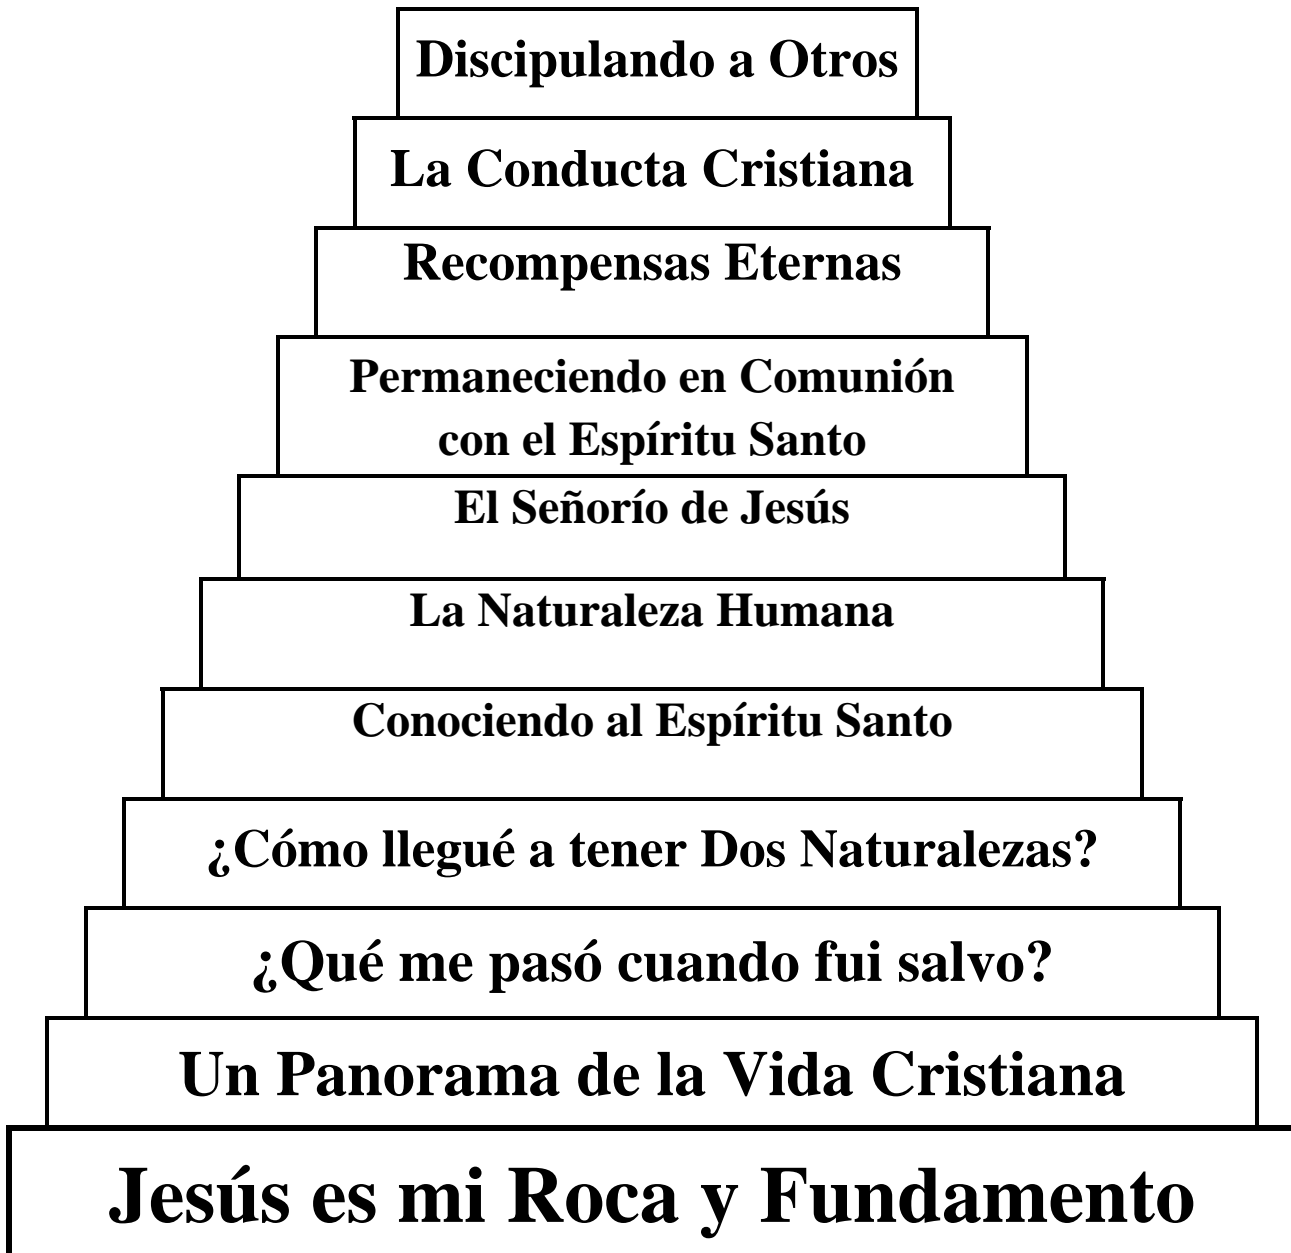 Discipulando a Otros
La Conducta Cristiana
Recompensas Eternas
Permaneciendo en Comunión
con el Espíritu Santo
El Señorío de Jesús
La Naturaleza Humana
Conociendo al Espíritu Santo
¿Cómo llegué a tener Dos Naturalezas?
¿Qué me pasó cuando fui salvo?
Un Panorama de la Vida Cristiana
Jesús es mi Roca y Fundamento